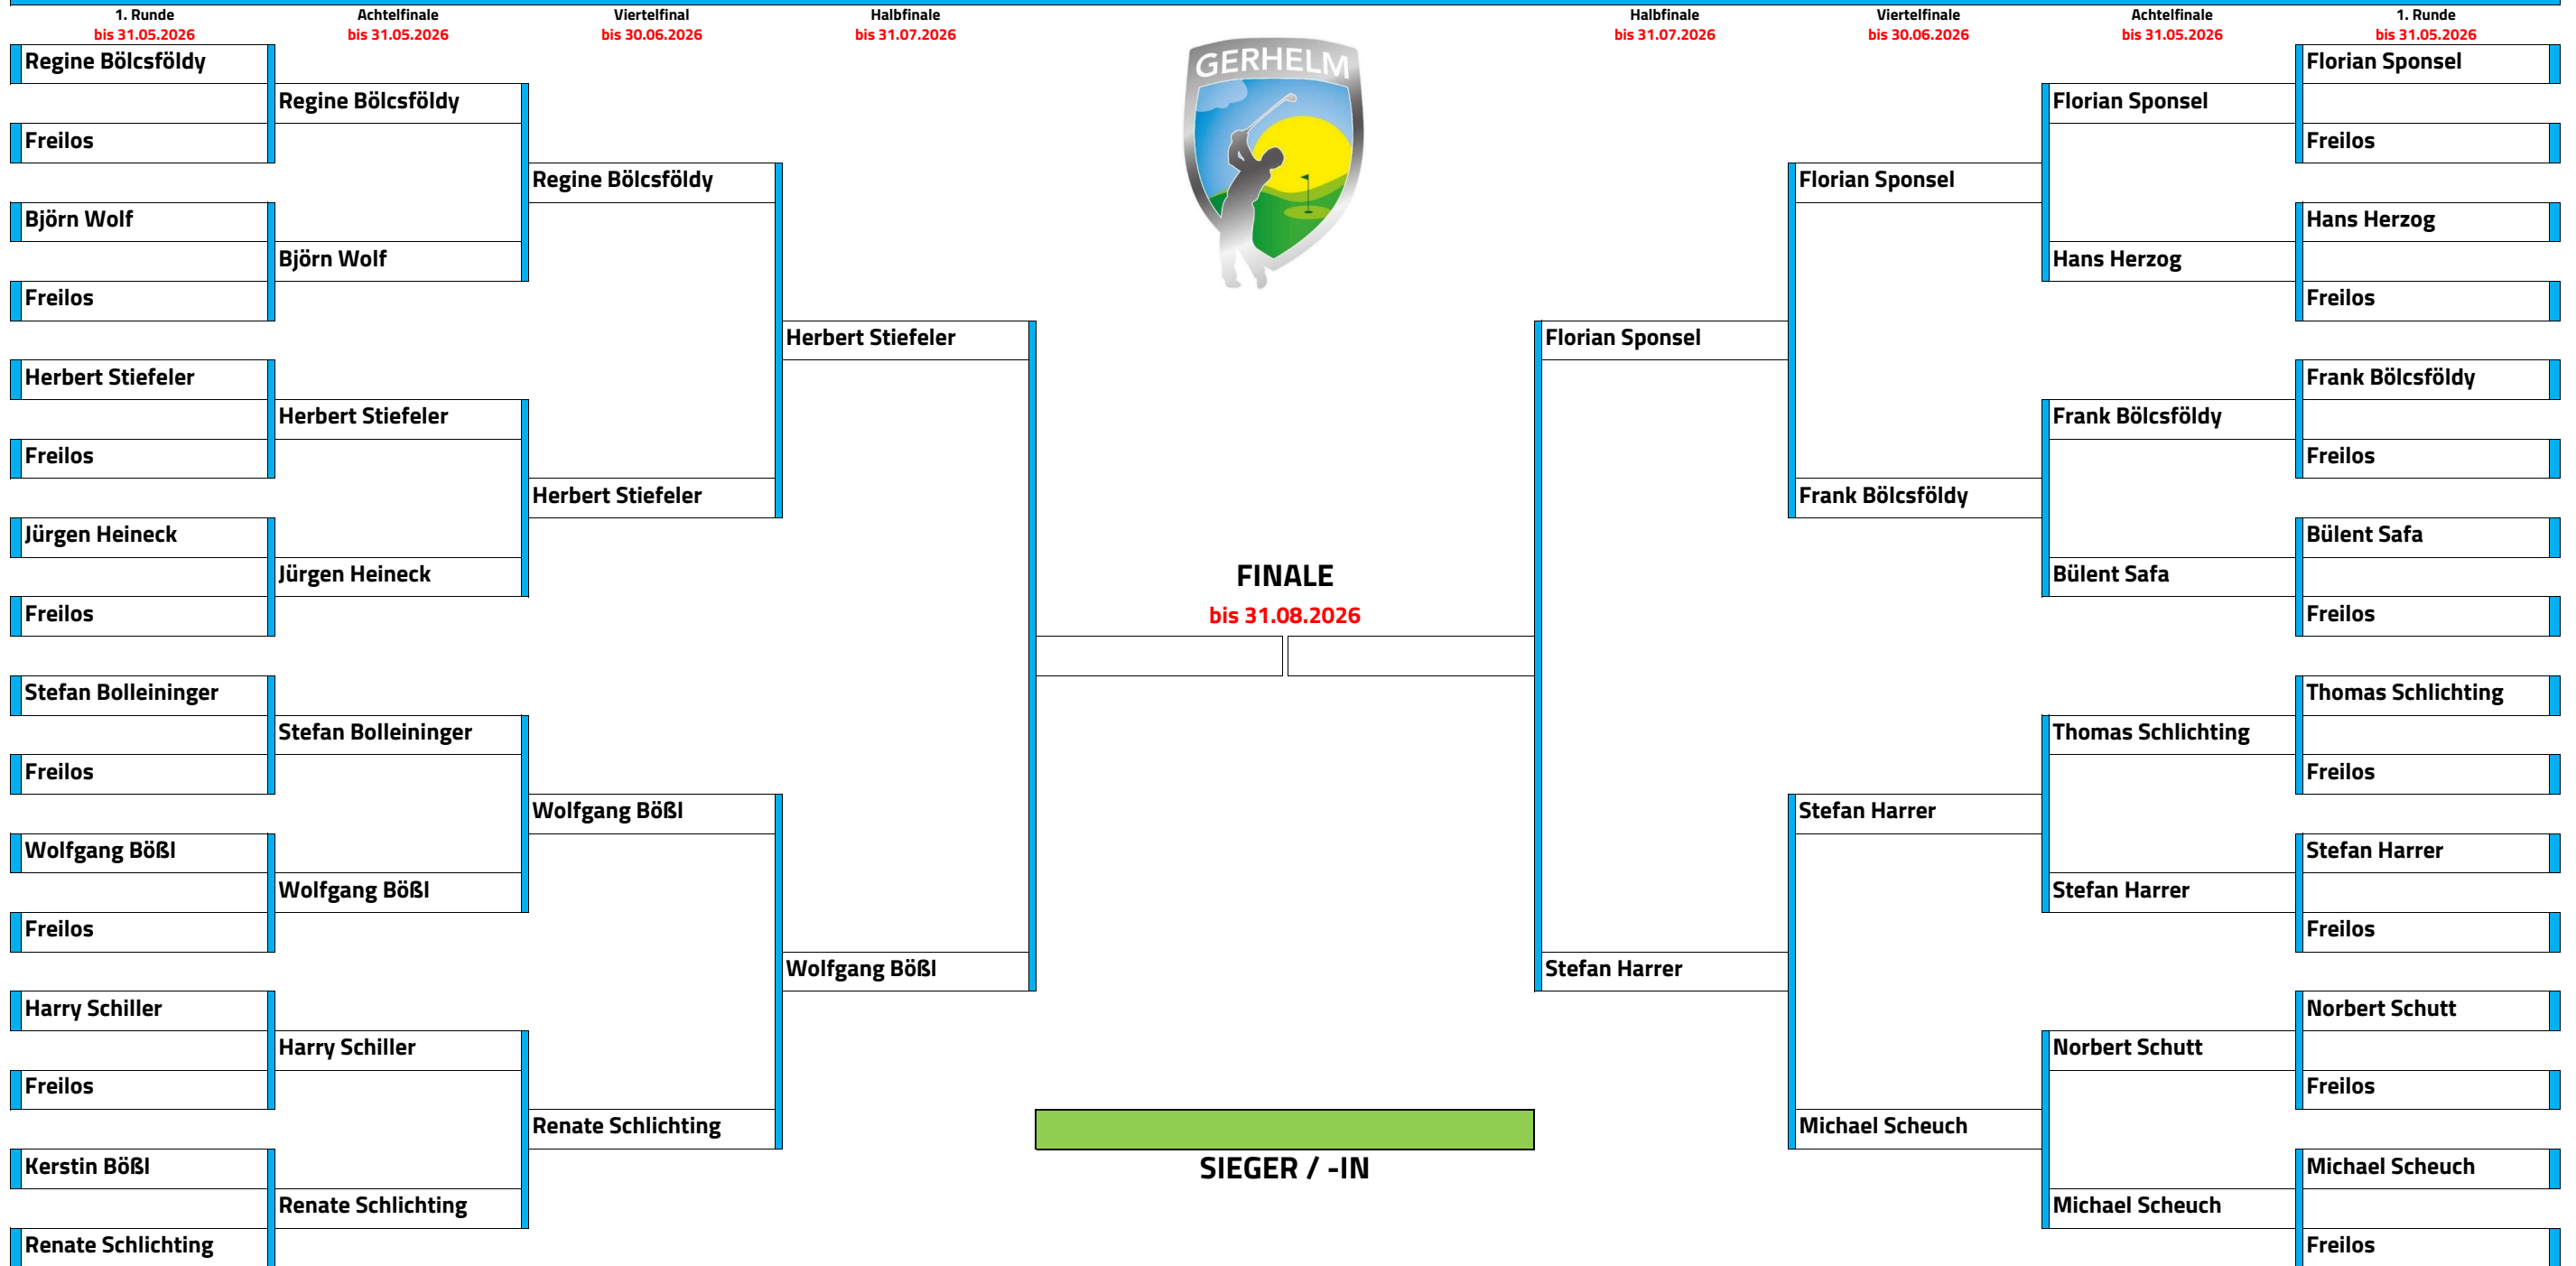 1. Runde
bis 31.05.2026
Achtelfinale
bis 31.05.2026
Viertelfinal
bis 30.06.2026
Halbfinale
bis 31.07.2026
Halbfinale
bis 31.07.2026
Viertelfinale
bis 30.06.2026
Achtelfinale
bis 31.05.2026
1. Runde
bis 31.05.2026
Regine Bölcsföldy
Freilos
Björn Wolf
Freilos
Herbert Stiefeler
Freilos
Jürgen Heineck
Freilos
Stefan Bolleininger
Freilos
Wolfgang Bößl
Freilos
Harry Schiller
Freilos
Kerstin Bößl
Renate Schlichting
Regine Bölcsföldy
Björn Wolf
Herbert Stiefeler
Jürgen Heineck
Stefan Bolleininger
Wolfgang Bößl
Harry Schiller
Renate Schlichting
Regine Bölcsföldy
Herbert Stiefeler
Wolfgang Bößl
Renate Schlichting
Herbert Stiefeler
Wolfgang Bößl
GERHELM
FINALE
bis 31.08.2026
SIEGER / -IN
Florian Sponsel
Stefan Harrer
Florian Sponsel
Frank Bölcsföldy
Stefan Harrer
Michael Scheuch
Florian Sponsel
Hans Herzog
Frank Bölcsföldy
Bülent Safa
Thomas Schlichting
Stefan Harrer
Norbert Schutt
Michael Scheuch
Florian Sponsel
Freilos
Hans Herzog
Freilos
Frank Bölcsföldy
Freilos
Bülent Safa
Freilos
Thomas Schlichting
Freilos
Stefan Harrer
Freilos
Norbert Schutt
Freilos
Michael Scheuch
Freilos